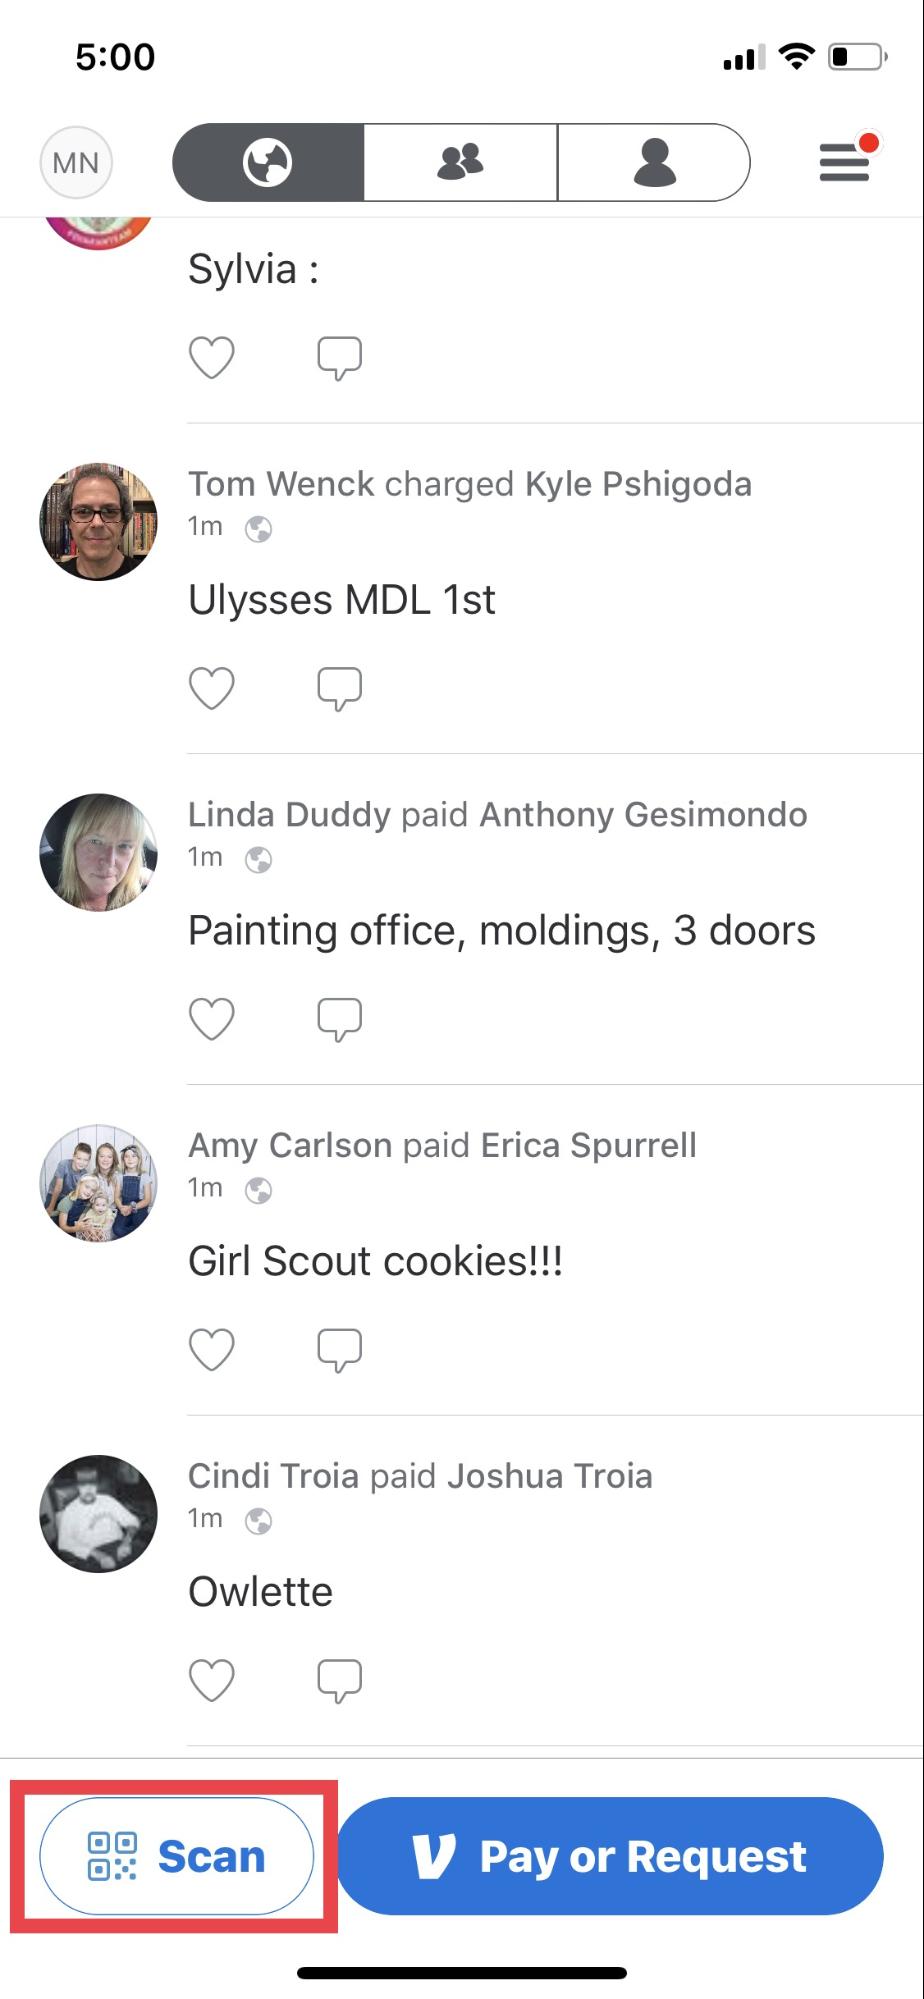 5:00
MN
Sylvia :
Tom Wenck charged Kyle Pshigoda
1m
Ulysses MDL 1st
Linda Duddy paid Anthony Gesimondo
1m
Painting office, moldings, 3 doors
Amy Carlson paid Erica Spurrell
1m
Girl Scout cookies!!!
Cindi Troia paid Joshua Troia
1m
Owlette
Scan
Pay or Request